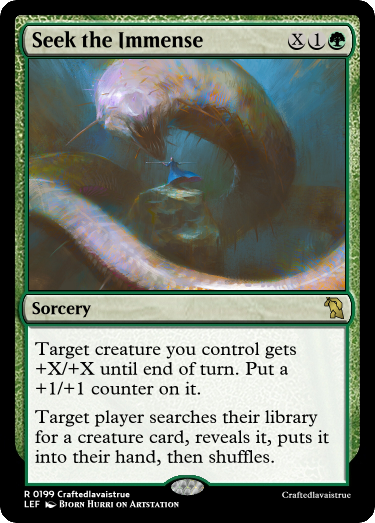 Seek the Immense X 1
Sorcery
Target creature you control gets
+X/+X until end of turn. Put a
+1/+1 counter on it.
Target player searches their library
for a creature card, reveals it, puts it
into their hand, then shuffles.
R 0199 Craftedlavaistrue
LEF Bjorn Hurri on Artstation
Craftedlavaistrue